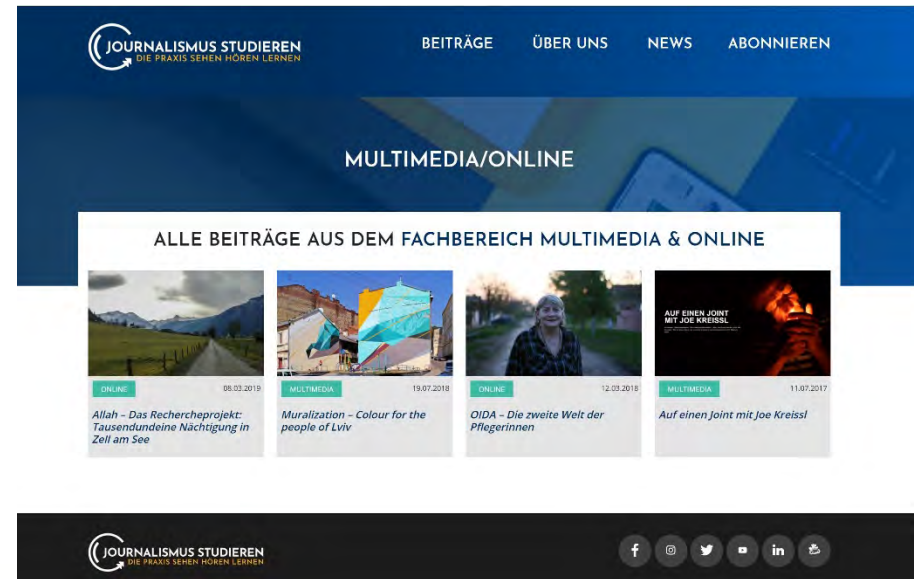 JOURNALISMUS STUDIEREN
DIE PRAXIS SEHEN HÖREN LERNEN
BEITRÄGE ÜBER UNS NEWS ABONNIEREN
MULTIMEDIA/ONLINE
ALLE BEITRÄGE AUS DEM FACHBEREICH MULTIMEDIA & ONLINE
AUF EINEN JOINT
MIT JOE KREISSL
ONLINE 08.03.2019
Allah – Das Rechercheprojekt:
Tausendundeine Nächtigung in
Zell am See
MULTIMEDIA 19.07.2018
Muralization – Colour for the
people of Lviv
ONLINE 12.03.2018
OIDA – Die zweite Welt der
Pflegerinnen
MULTIMEDIA 11.07.2017
Auf einen Joint mit Joe Kreissl
JOURNALISMUS STUDIEREN
DIE PRAXIS SEHEN HÖREN LERNEN